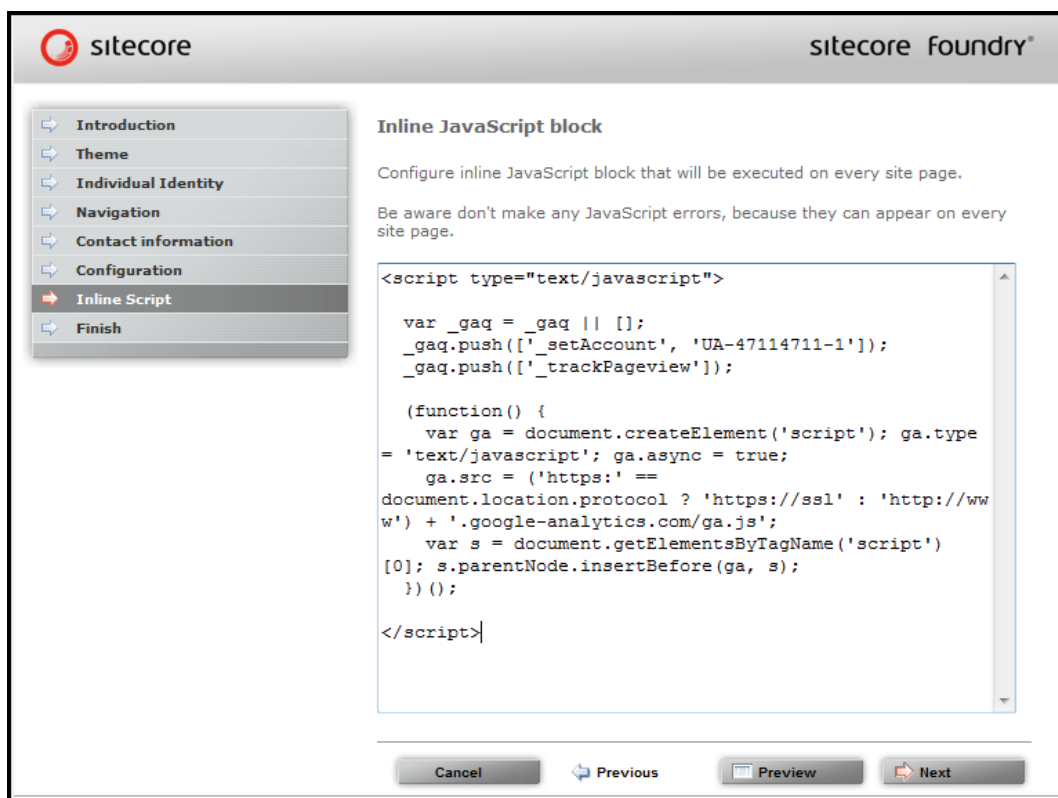 sitecore
sitecore foundry®
Introduction
Theme
Individual Identity
Navigation
Contact information
Configuration
Inline Script
Finish
Inline JavaScript block
Configure inline JavaScript block that will be executed on every site page.
Be aware don't make any JavaScript errors, because they can appear on every
site page.
<script type="text/javascript">
var _gaq = _gaq || [];
_gaq.push(['_setAccount', 'UA-47114711-1']);
_gaq.push(['_trackPageview']);
(function() {
var ga = document.createElement('script'); ga.type
= 'text/javascript'; ga.async = true;
ga.src = ('https:' ==
document.location.protocol ? 'https://ssl' : 'http://ww
w') + '.google-analytics.com/ga.js';
var s = document.getElementsByTagName('script')
[0]; s.parentNode.insertBefore(ga, s);
})();
</script>
Cancel
Previous
Preview
Next